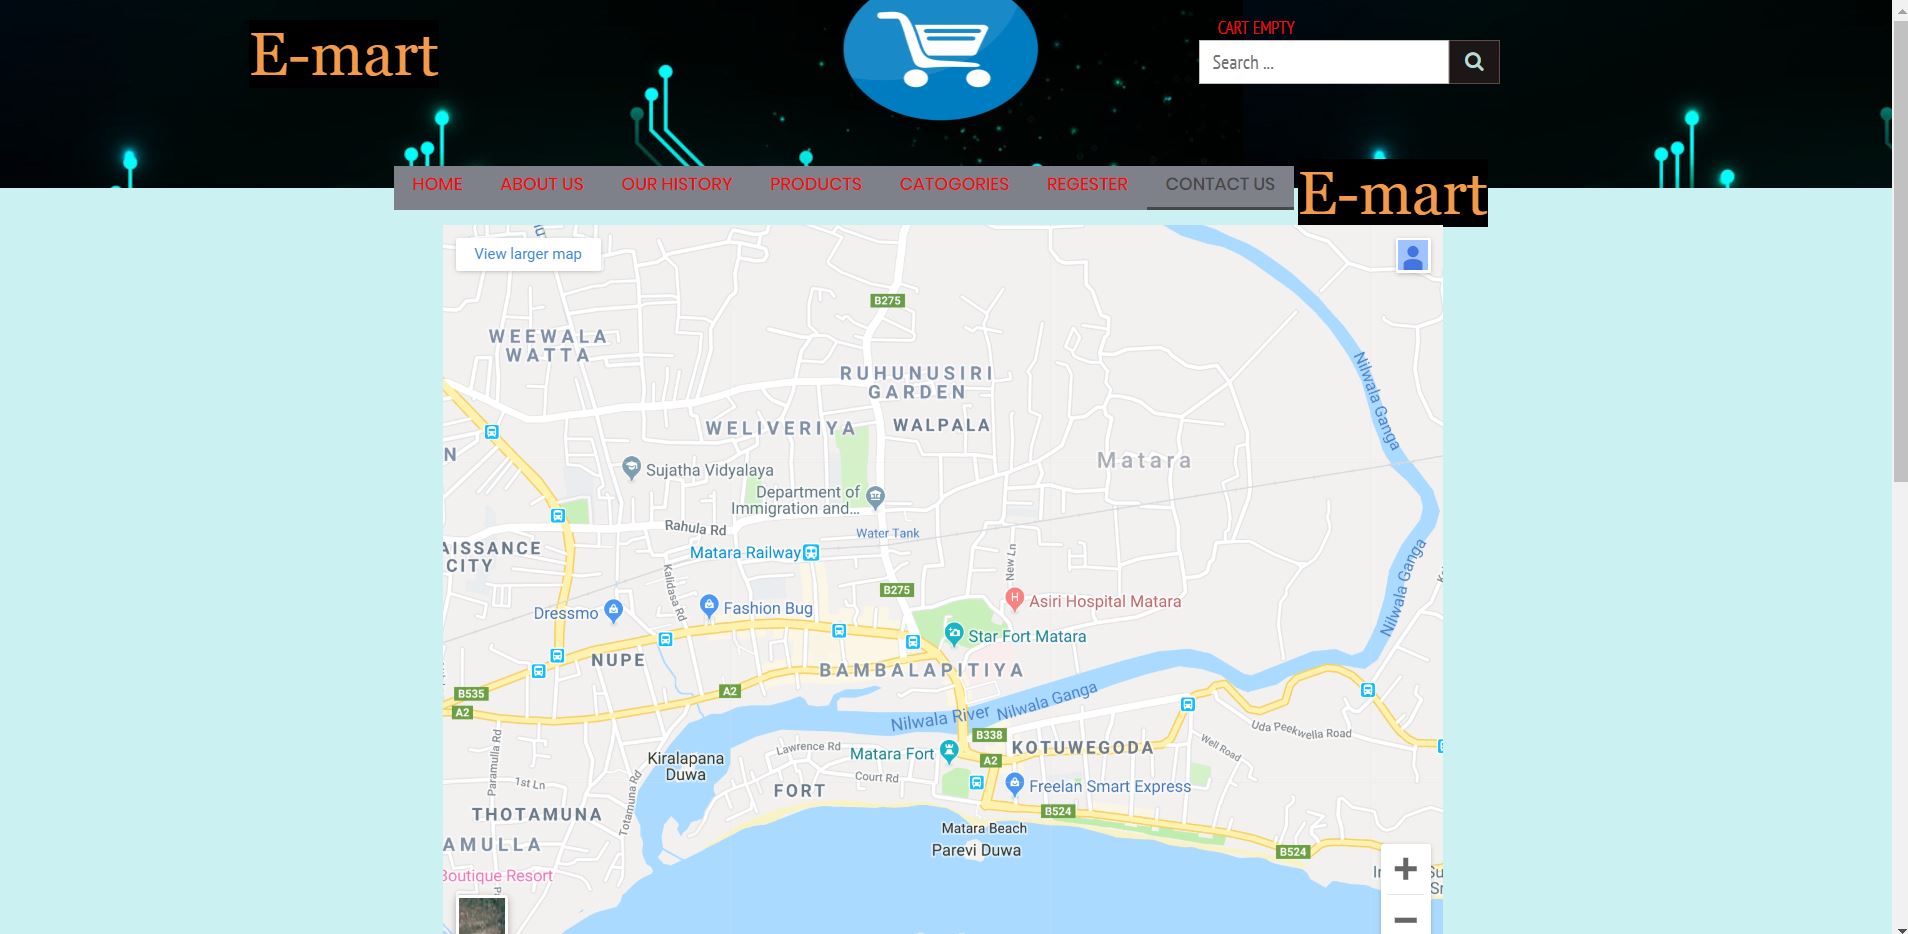 E-mart
CART EMPTY
Search ...
HOME
ABOUT US
OUR HISTORY
PRODUCTS
CATOGORIES
REGESTER
CONTACT US
E-mart
View larger map
B275
WEEWALA
WATTA
RUHUNUSIRI
GARDEN
Nilwala Ganga
WELIVERIYA
WALPALA
N
Matara
Sujatha Vidyalaya
Department of
Immigration and...
Rahula Rd
Water Tank
AISSANCE
CITY
Matara Railway
New Ln
Kalidasa Rd
B275
Nilwala Ganga
Dressmo
Fashion Bug
H
Asiri Hospital Matara
Star Fort Matara
NUPE
BAMBALAPITIYA
B535
A2
A2
Nilwala River
Nilwala Ganga
Uda Peekwella Road
Well Road
B338
Paramulla Rd
Kiralapana
Duwa
Lawrence Rd
Matara Fort
KOTUWEGODA
A2
1st Ln
Totamuna Rd
Court Rd
FORT
Freelan Smart Express
THOTAMUNA
B524
Matara Beach
AMULLA
Parevi Duwa
B524
Boutique Resort
+
−